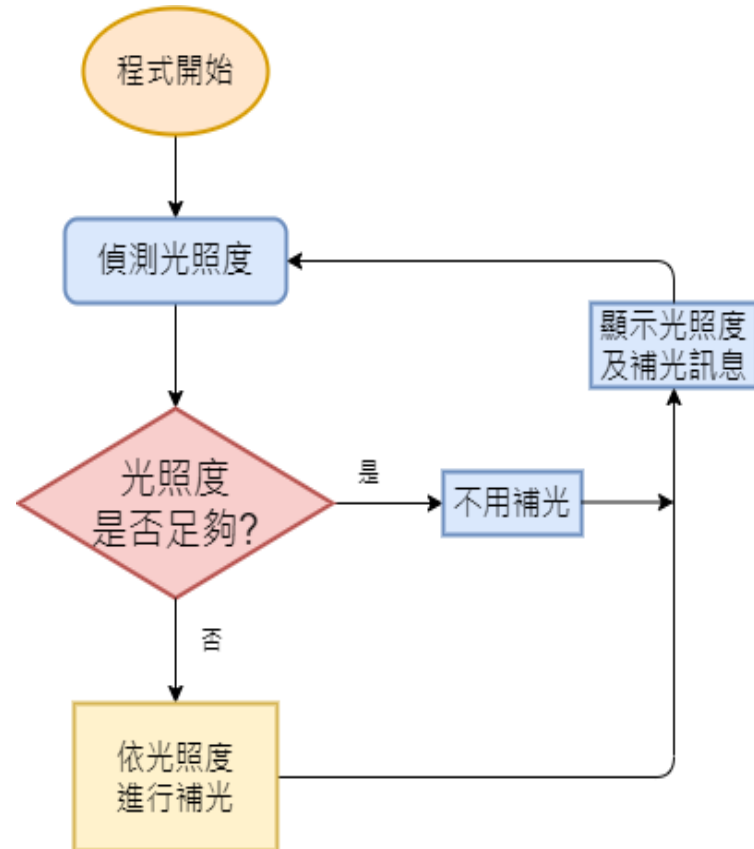 程式開始
偵測光照度
顯示光照度
及補光訊息
光照度
是否足夠?
是
不用補光
否
依光照度
進行補光